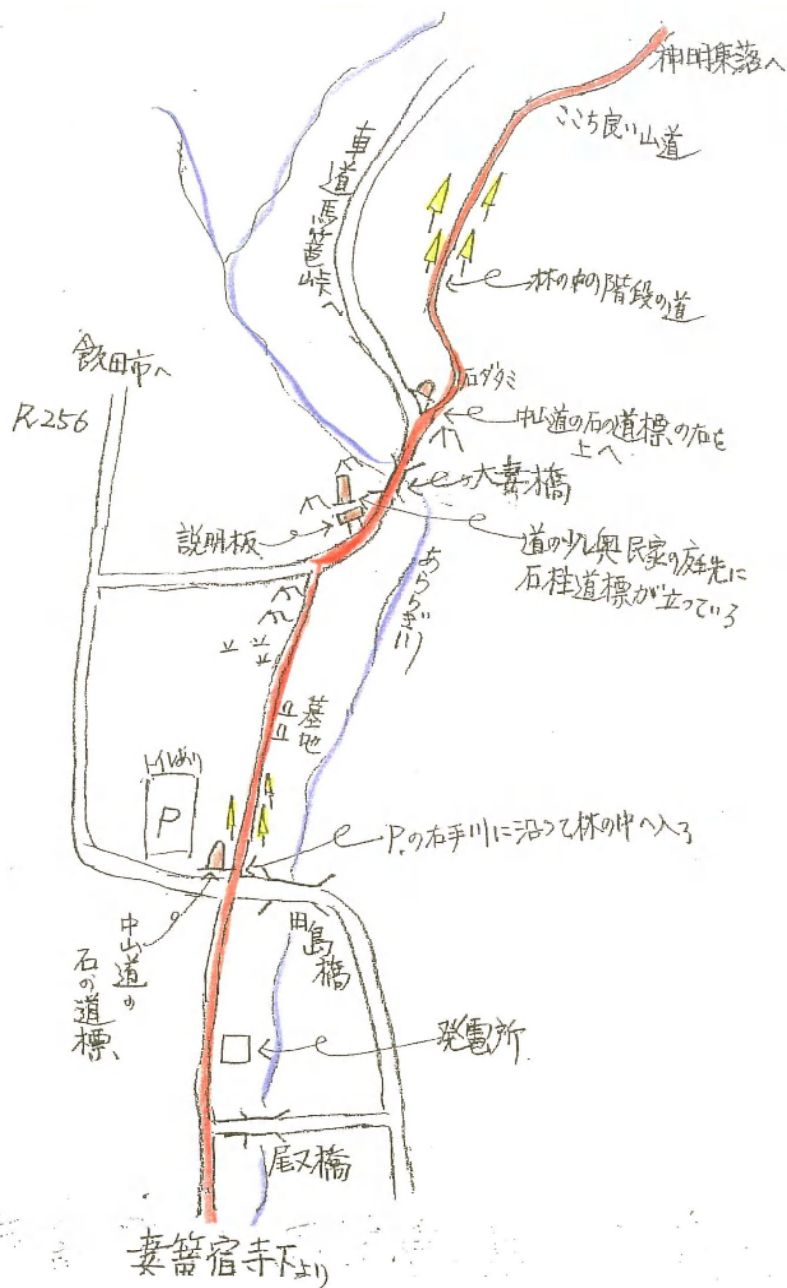 神明集落へ
ここち良い山道
車道馬篭峠へ
林の中の階段の道
飯田市へ
R.256
石ダタミ
中山道の石の道標の右を
上へ
大妻橋
説明板
道の少し奥民家の庭先に
石柱道標が立っている
あららぎ川
墓地
トイレあり
P
P.の右手川に沿って林の中へ入る
中山道の
石の道標
田島橋
発電所
尾又橋
妻篭宿寺下より